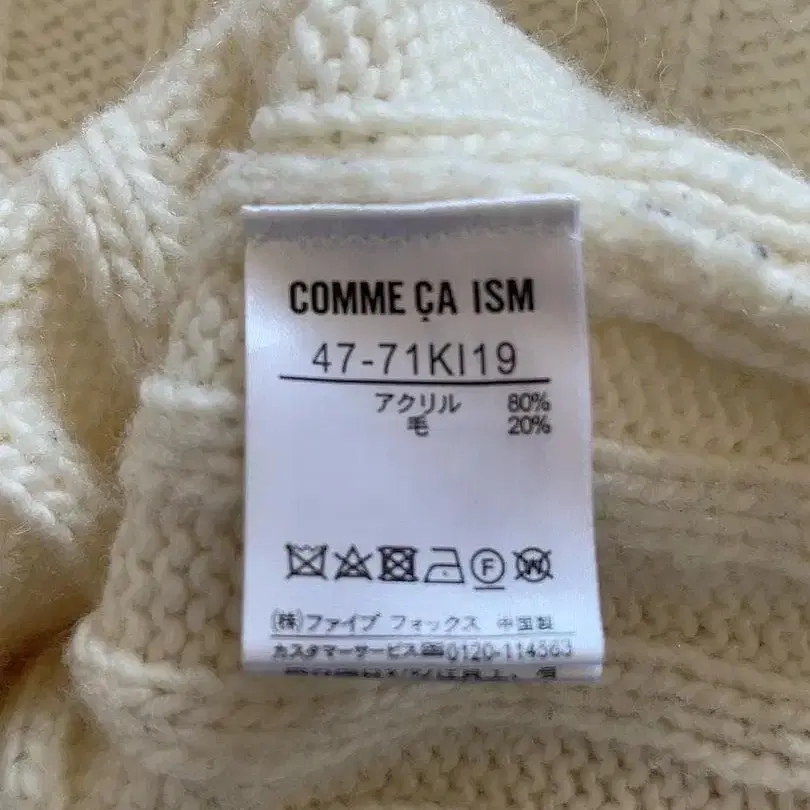 COMME ÇA ISM
47-71KI19
アクリル 80%
毛 20%
F W
(株)ファイブ フォックス 中国製
カスタマーサービス☎0120-114563